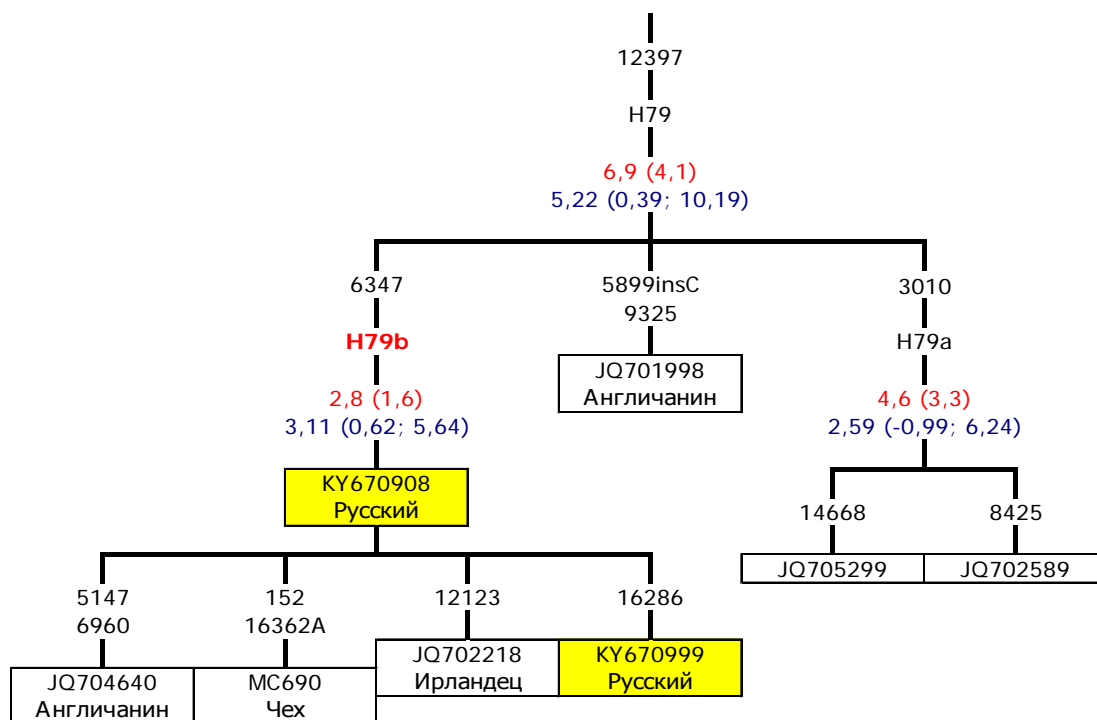 12397
H79
6,9 (4,1)
5,22 (0,39; 10,19)
6347
H79b
2,8 (1,6)
3,11 (0,62; 5,64)
KY670908
Русский
5899insC
9325
JQ701998
Англичанин
3010
H79a
4,6 (3,3)
2,59 (-0,99; 6,24)
14668
JQ705299
8425
JQ702589
5147
6960
JQ704640
Англичанин
152
16362A
MC690
Чех
12123
JQ702218
Ирландец
16286
KY670999
Русский